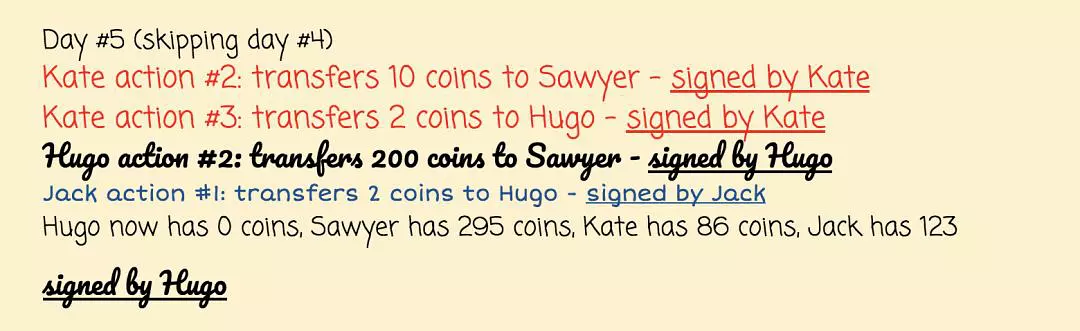 Day #5 (skipping day #4)
Kate action #2: transfers 10 coins to Sawyer - signed by Kate
Kate action #3: transfers 2 coins to Hugo - signed by Kate
Hugo action #2: transfers 200 coins to Sawyer - signed by Hugo
Jack action #1: transfers 2 coins to Hugo - signed by Jack
Hugo now has 0 coins, Sawyer has 295 coins, Kate has 86 coins, Jack has 123
signed by Hugo